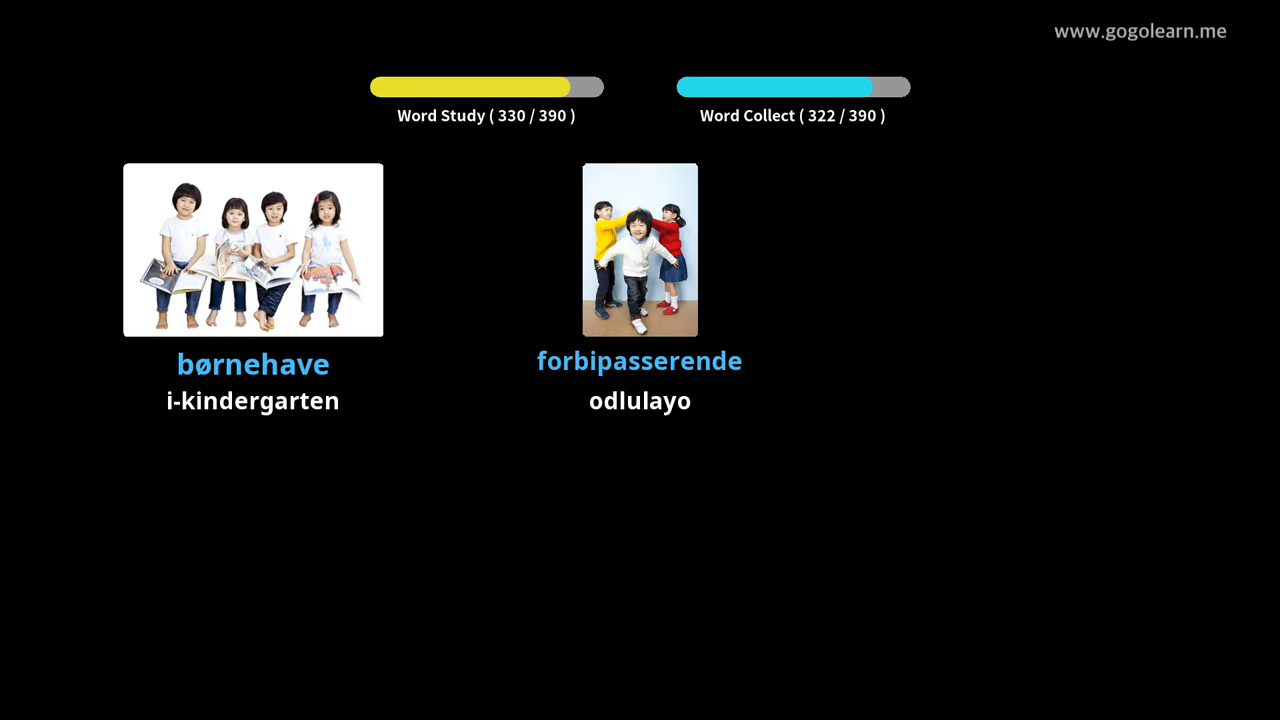 www.gogolearn.me
Word Study ( 330 / 390 )
Word Collect ( 322 / 390 )
børnehave
i-kindergarten
forbipasserende
odlulayo